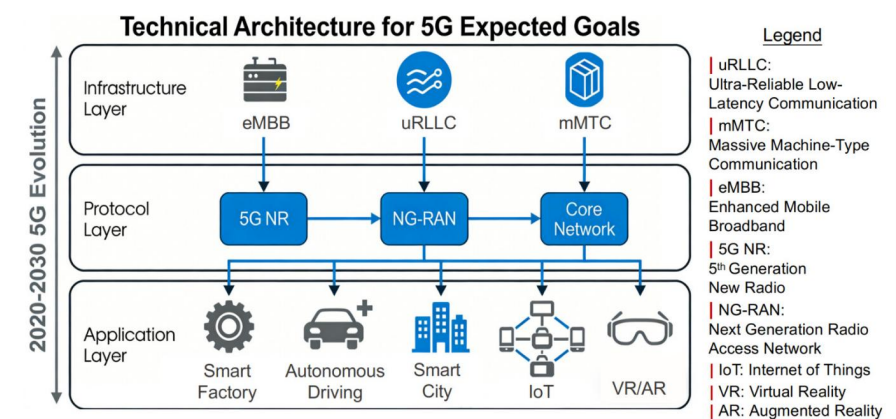 Technical Architecture for 5G Expected Goals
2020-2030 5G Evolution
Infrastructure
Layer
eMBB
uRLLC
mMTC
Protocol
Layer
5G NR
NG-RAN
Core
Network
Application
Layer
Smart
Factory
Autonomous
Driving
Smart
City
IoT
VR/AR
Legend
| uRLLC:
Ultra-Reliable Low-
Latency Communication
| mMTC:
Massive Machine-Type
Communication
| eMBB:
Enhanced Mobile
Broadband
| 5G NR:
5th Generation
New Radio
| NG-RAN:
Next Generation Radio
Access Network
| IoT: Internet of Things
| VR: Virtual Reality
| AR: Augmented Reality